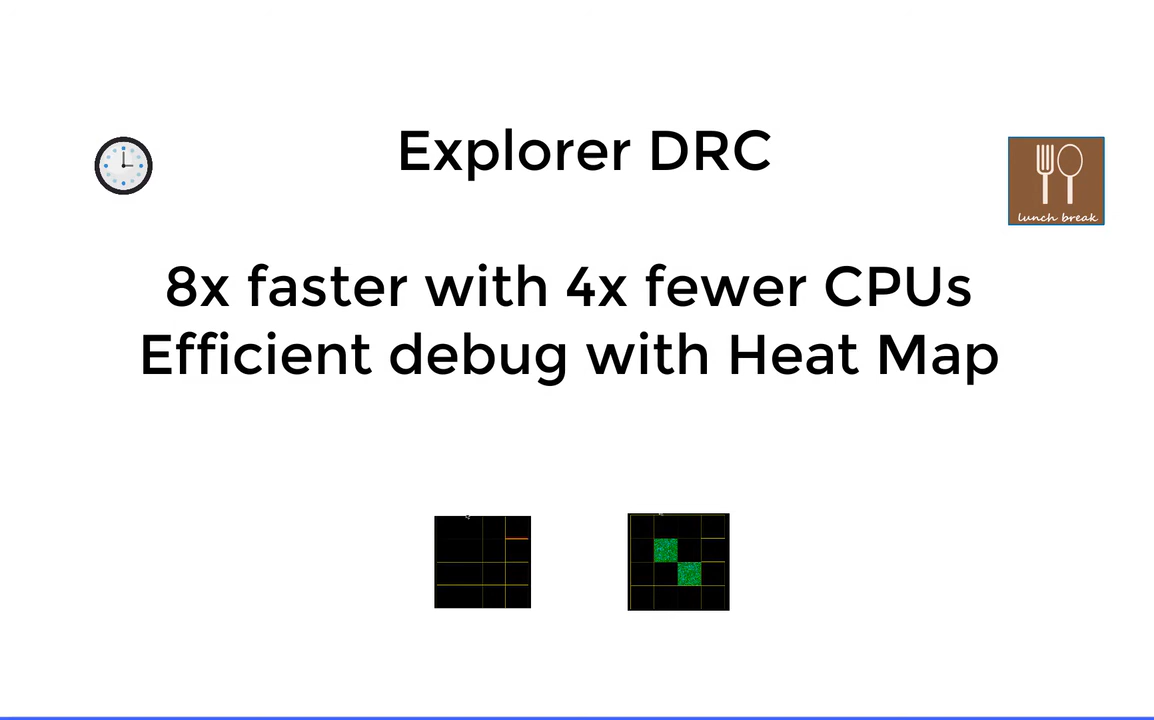 Explorer DRC
lunch break
8x faster with 4x fewer CPUs
Efficient debug with Heat Map